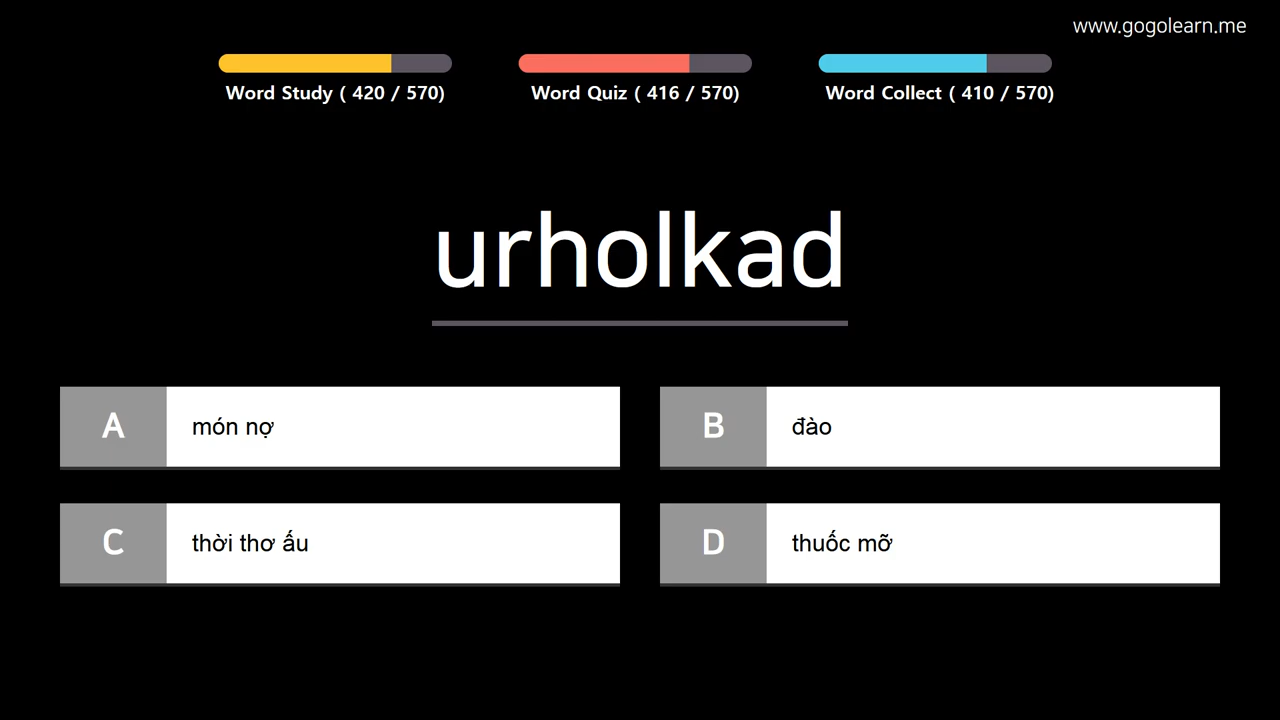 www.gogolearn.me
Word Study ( 420 / 570)
Word Quiz ( 416 / 570)
Word Collect ( 410 / 570)
urholkad
A món nợ
B đào
C thời thơ ấu
D thuốc mỡ